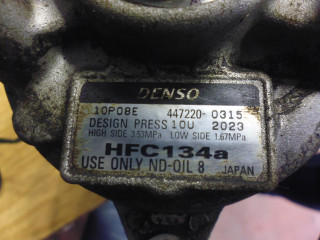 DENSO
10P08E 447220-0315
DESIGN PRESS 10U 2023
HIGH SIDE 3.53MPa LOW SIDE 1.67MPa
HFC134a
USE ONLY ND-OIL 8 JAPAN